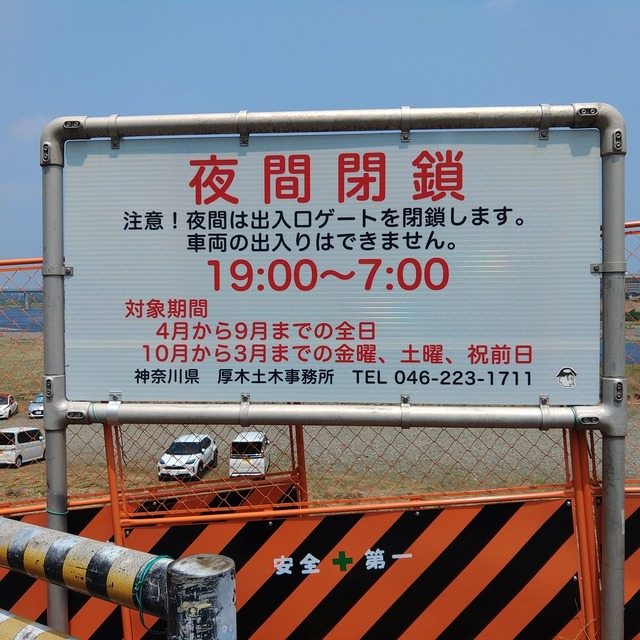 夜間閉鎖
注意！夜間は出入口ゲートを閉鎖します。
車両の出入りはできません。
19:00～7:00
対象期間
4月から9月までの全日
10月から3月までの金曜、土曜、祝前日
神奈川県　厚木土木事務所　TEL 046-223-1711
安全 第一